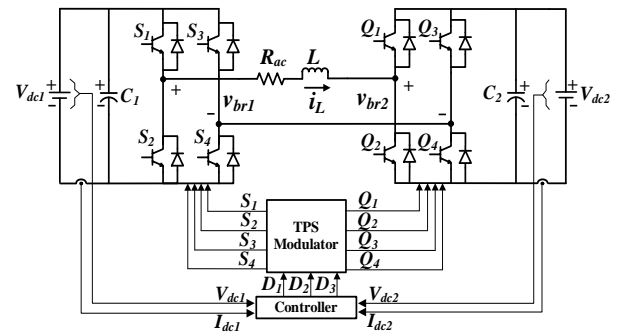 S1 S3 Q1 Q3
Rac L
Vdc1 + - + - C1 + vbr1 iL vbr2 + C2 + - + - Vdc2
- -
S2 S4 Q2 Q4
S1 Q1
S2 TPS Q2
S3 Modulator Q3
S4 Q4
D1 D2 D3
Vdc1 Controller Vdc2
Idc1 Idc2